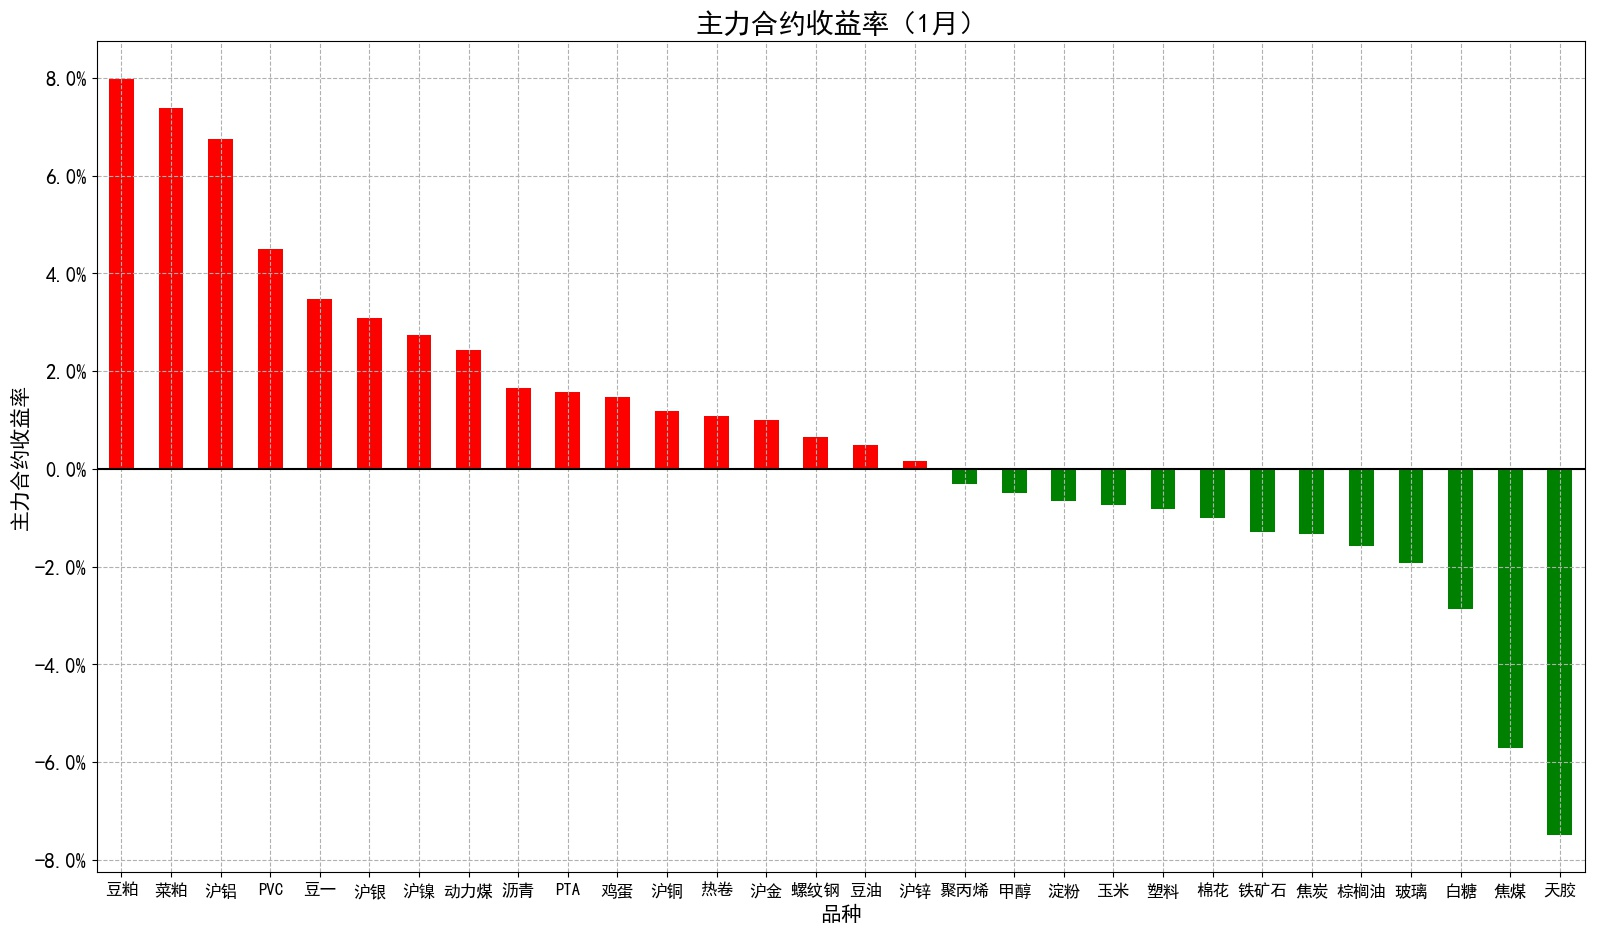 主力合约收益率（1月）
主力合约收益率
8.0%
6.0%
4.0%
2.0%
0.0%
-2.0%
-4.0%
-6.0%
-8.0%
豆粕 菜粕 沪铝 PVC 豆一 沪银 沪镍 动力煤 沥青 PTA 鸡蛋 沪铜 热卷 沪金 螺纹钢 豆油 沪锌 聚丙烯 甲醇 淀粉 玉米 塑料 棉花 铁矿石 焦炭 棕榈油 玻璃 白糖 焦煤 天胶
品种